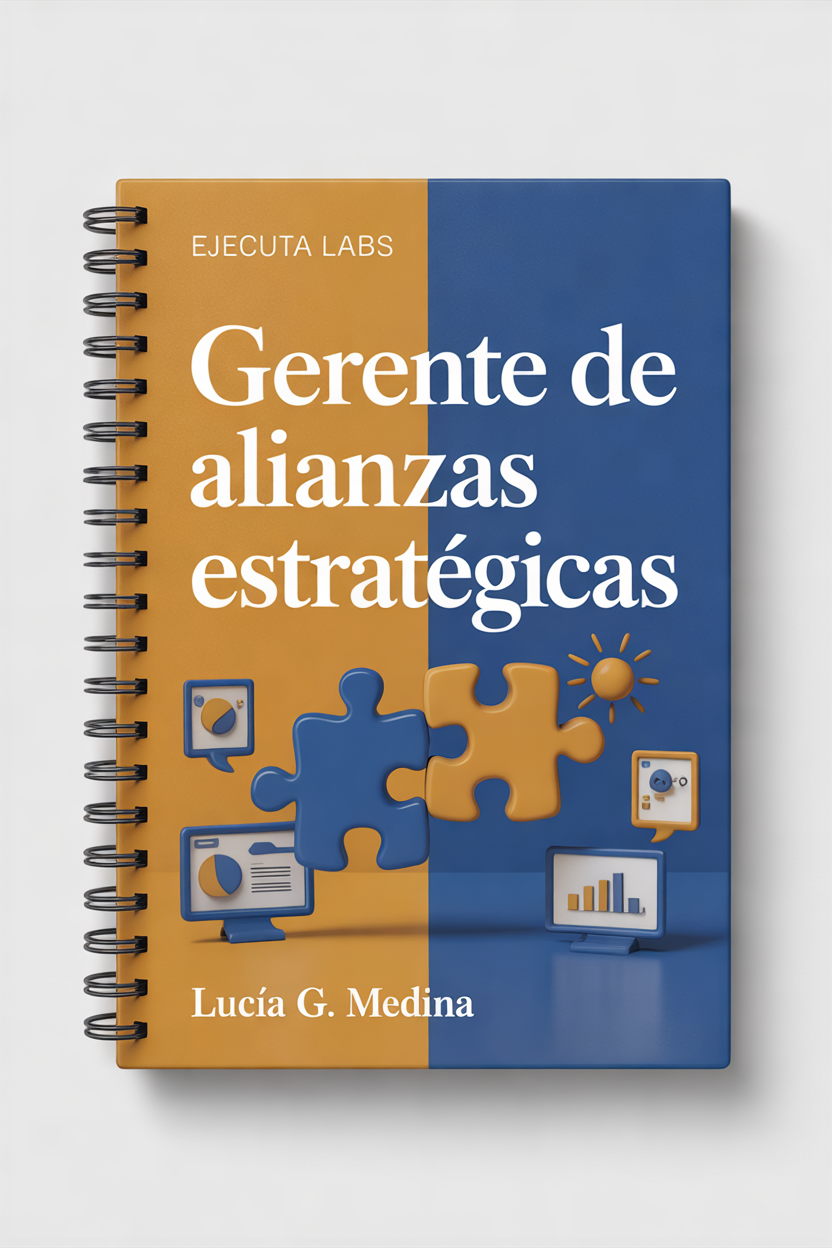 EJECUTA LABS
Gerente de
alianzas
estratégicas
Lucía G. Medina